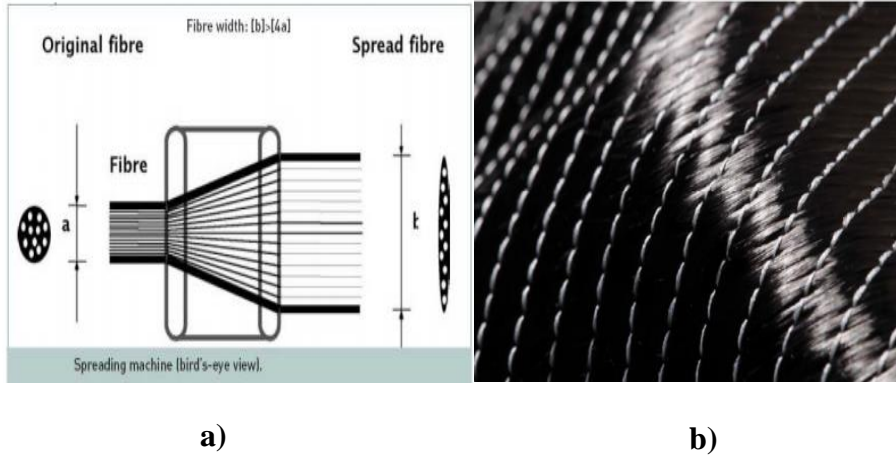 Fibre width: [b]>[4a]
Original fibre
Spread fibre
Fibre
a
Spreading machine (bird's-eye view).
a)
b)